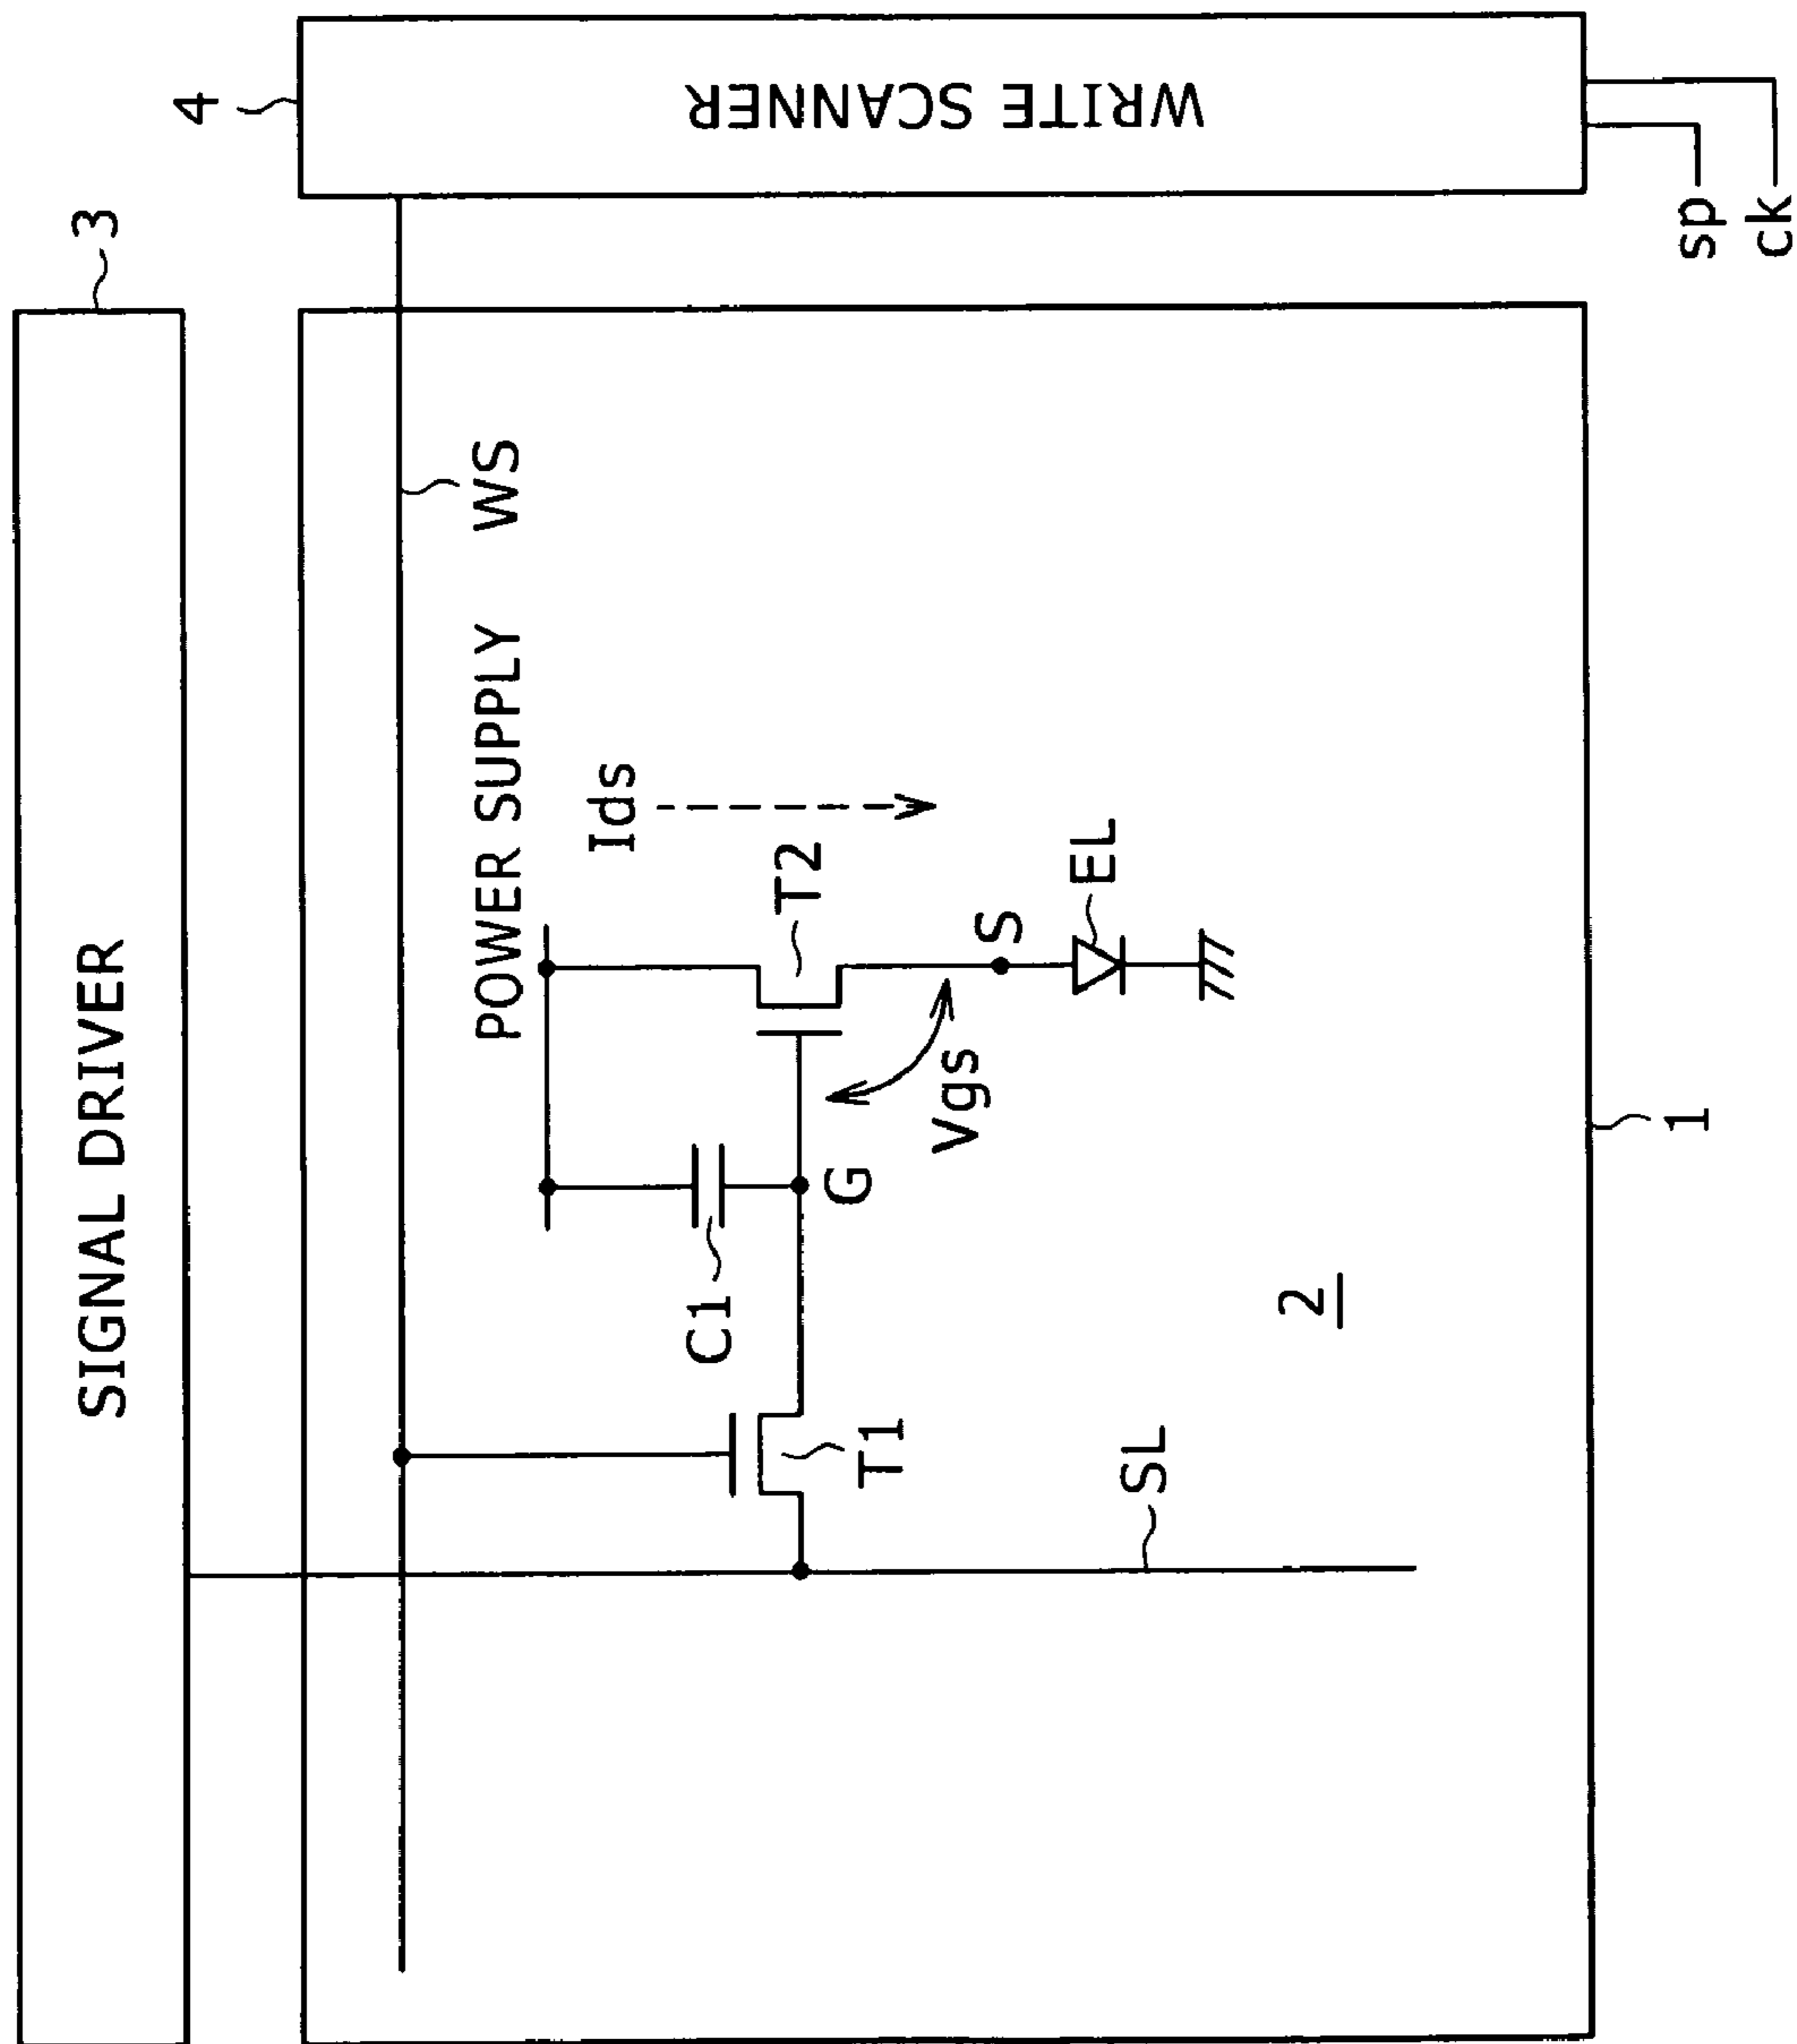 SIGNAL DRIVER
3
4
WRITE SCANNER
sp
ck
WS
POWER SUPPLY
Ids
T2
C1
G
Vgs
S
EL
T1
SL
2
1